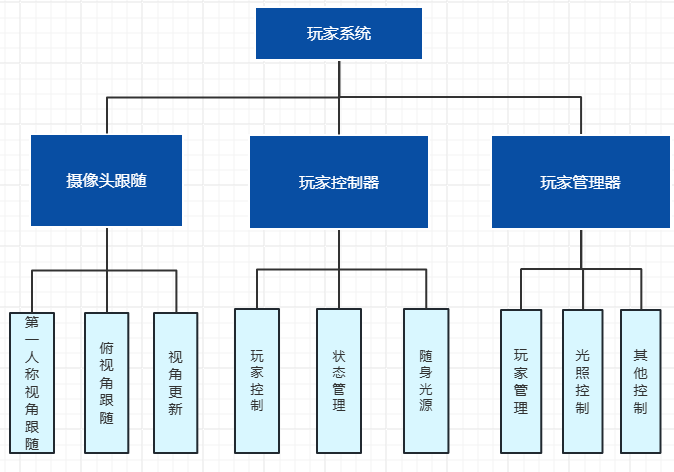 玩家系统
摄像头跟随
玩家控制器
玩家管理器
第一人称视角跟随
俯视角跟随
视角更新
玩家控制
状态管理
随身光源
玩家管理
光照控制
其他控制